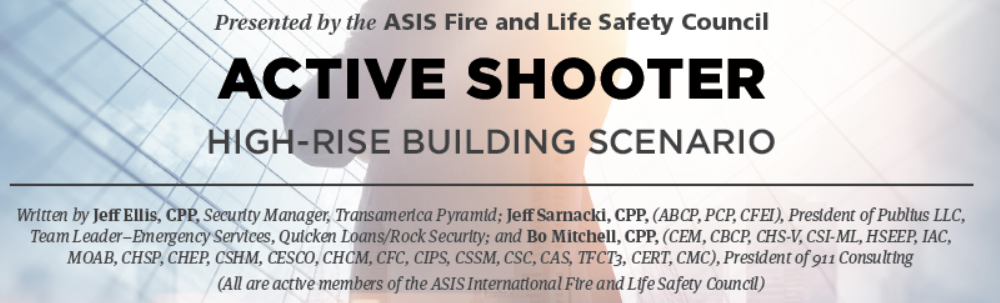 Presented by the ASIS Fire and Life Safety Council
ACTIVE SHOOTER
HIGH-RISE BUILDING SCENARIO
Written by Jeff Ellis, CPP, Security Manager, Transamerica Pyramid; Jeff Sarnacki, CPP, (ABCP, PCP, CFEI), President of Publius LLC,
Team Leader–Emergency Services, Quicken Loans/Rock Security; and Bo Mitchell, CPP, (CEM, CBCP, CHS-V, CSI-ML, HSEEP, IAC,
MOAB, CHSP, CHEP, CSHM, CESCO, CHCM, CFC, CIPS, CSSM, CSC, CAS, TFCT3, CERT, CMC), President of 911 Consulting
(All are active members of the ASIS International Fire and Life Safety Council)